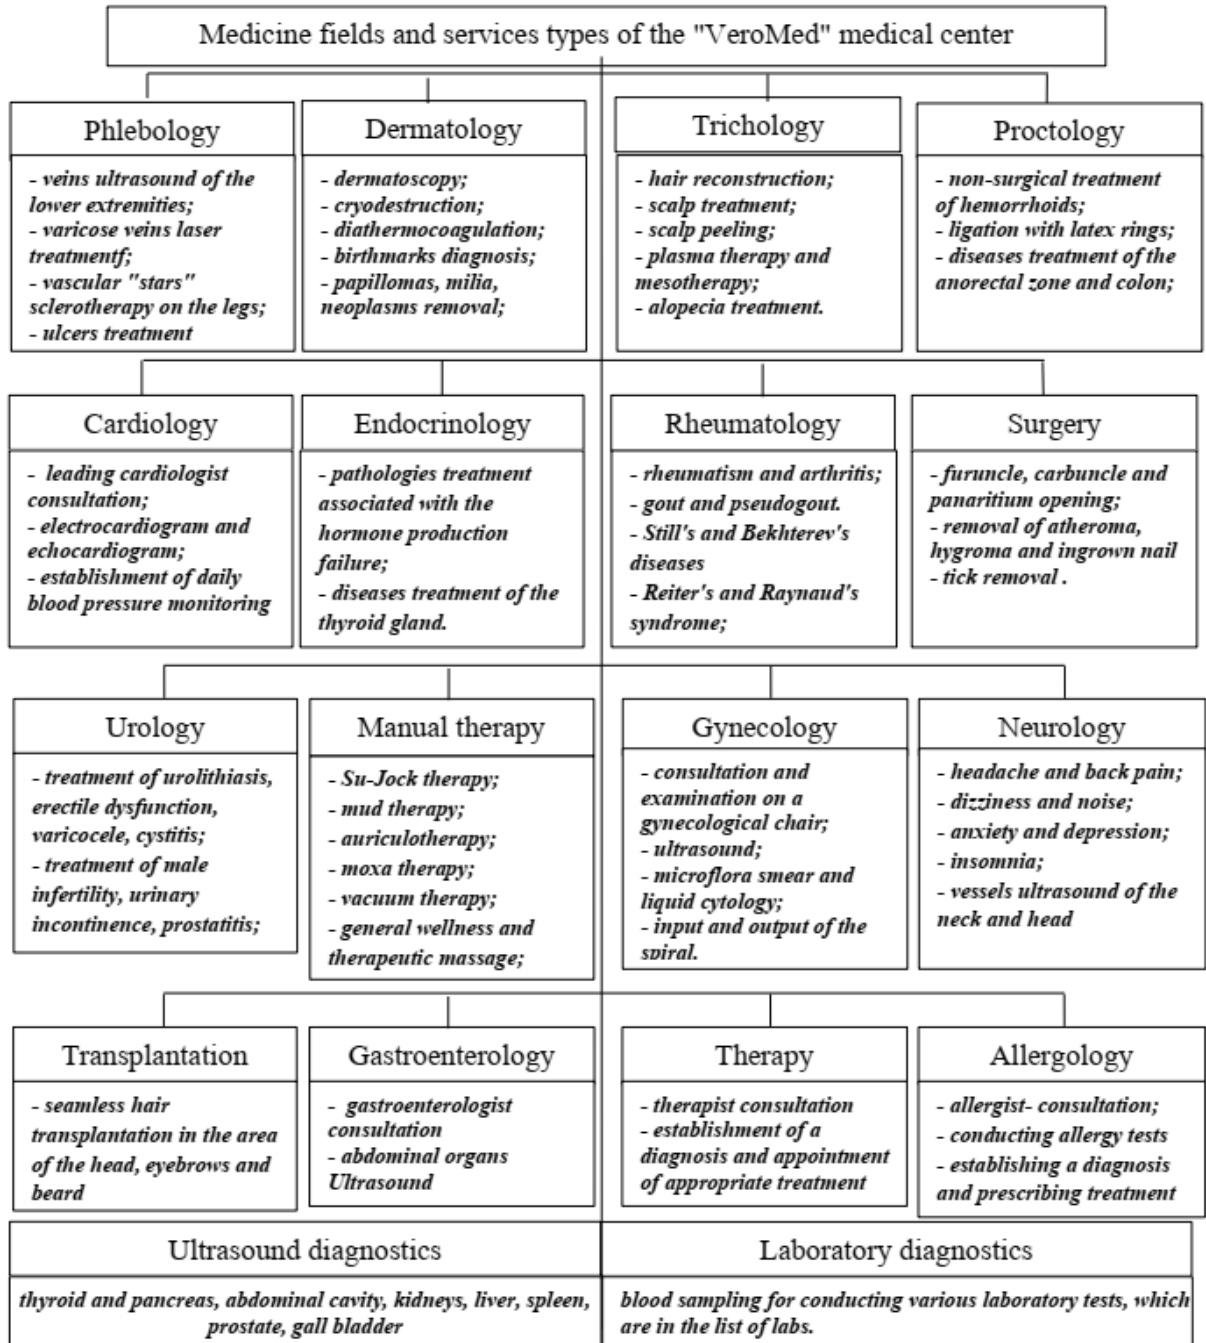 Medicine fields and services types of the "VeroMed" medical center
Phlebology
- veins ultrasound of the
lower extremities;
- varicose veins laser
treatmentf;
- vascular "stars"
sclerotherapy on the legs;
- ulcers treatment
Dermatology
- dermatoscopy;
- cryodestruction;
- diathermocoagulation;
- birthmarks diagnosis;
- papillomas, milia,
neoplasms removal;
Trichology
- hair reconstruction;
- scalp treatment;
- scalp peeling;
- plasma therapy and
mesotherapy;
- alopecia treatment.
Proctology
- non-surgical treatment
of hemorrhoids;
- ligation with latex rings;
- diseases treatment of the
anorectal zone and colon;
Cardiology
- leading cardiologist
consultation;
- electrocardiogram and
echocardiogram;
- establishment of daily
blood pressure monitoring
Endocrinology
- pathologies treatment
associated with the
hormone production
failure;
- diseases treatment of the
thyroid gland.
Rheumatology
- rheumatism and arthritis;
- gout and pseudogout.
- Still's and Bekhterev's
diseases
- Reiter's and Raynaud's
syndrome;
Surgery
- furuncle, carbuncle and
panaritium opening;
- removal of atheroma,
hygroma and ingrown nail
- tick removal .
Urology
- treatment of urolithiasis,
erectile dysfunction,
varicocele, cystitis;
- treatment of male
infertility, urinary
incontinence, prostatitis;
Manual therapy
- Su-Jock therapy;
- mud therapy;
- auriculotherapy;
- moxa therapy;
- vacuum therapy;
- general wellness and
therapeutic massage;
Gynecology
- consultation and
examination on a
gynecological chair;
- ultrasound;
- microflora smear and
liquid cytology;
- input and output of the
spiral.
Neurology
- headache and back pain;
- dizziness and noise;
- anxiety and depression;
- insomnia;
- vessels ultrasound of the
neck and head
Transplantation
- seamless hair
transplantation in the area
of the head, eyebrows and
beard
Gastroenterology
- gastroenterologist
consultation
- abdominal organs
Ultrasound
Therapy
- therapist consultation
- establishment of a
diagnosis and appointment
of appropriate treatment
Allergology
- allergist- consultation;
- conducting allergy tests
- establishing a diagnosis
and prescribing treatment
Ultrasound diagnostics
thyroid and pancreas, abdominal cavity, kidneys, liver, spleen,
prostate, gall bladder
Laboratory diagnostics
blood sampling for conducting various laboratory tests, which
are in the list of labs.